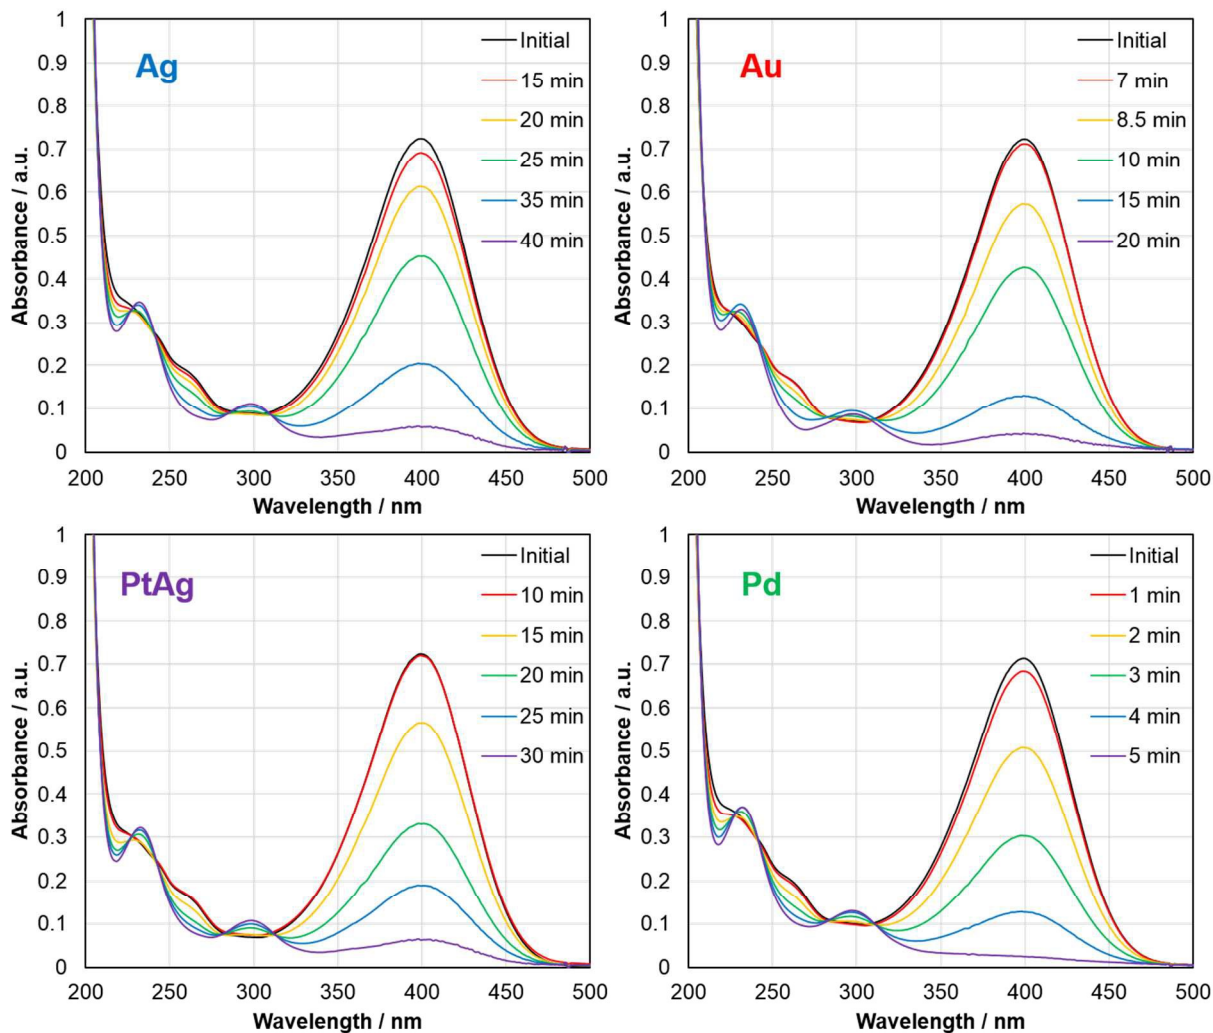 Ag
Absorbance / a.u.
1
0.9
0.8
0.7
0.6
0.5
0.4
0.3
0.2
0.1
0
200 250 300 350 400 450 500
Wavelength / nm
Initial
15 min
20 min
25 min
35 min
40 min
Au
Absorbance / a.u.
1
0.9
0.8
0.7
0.6
0.5
0.4
0.3
0.2
0.1
0
200 250 300 350 400 450 500
Wavelength / nm
Initial
7 min
8.5 min
10 min
15 min
20 min
PtAg
Absorbance / a.u.
1
0.9
0.8
0.7
0.6
0.5
0.4
0.3
0.2
0.1
0
200 250 300 350 400 450 500
Wavelength / nm
Initial
10 min
15 min
20 min
25 min
30 min
Pd
Absorbance / a.u.
1
0.9
0.8
0.7
0.6
0.5
0.4
0.3
0.2
0.1
0
200 250 300 350 400 450 500
Wavelength / nm
Initial
1 min
2 min
3 min
4 min
5 min